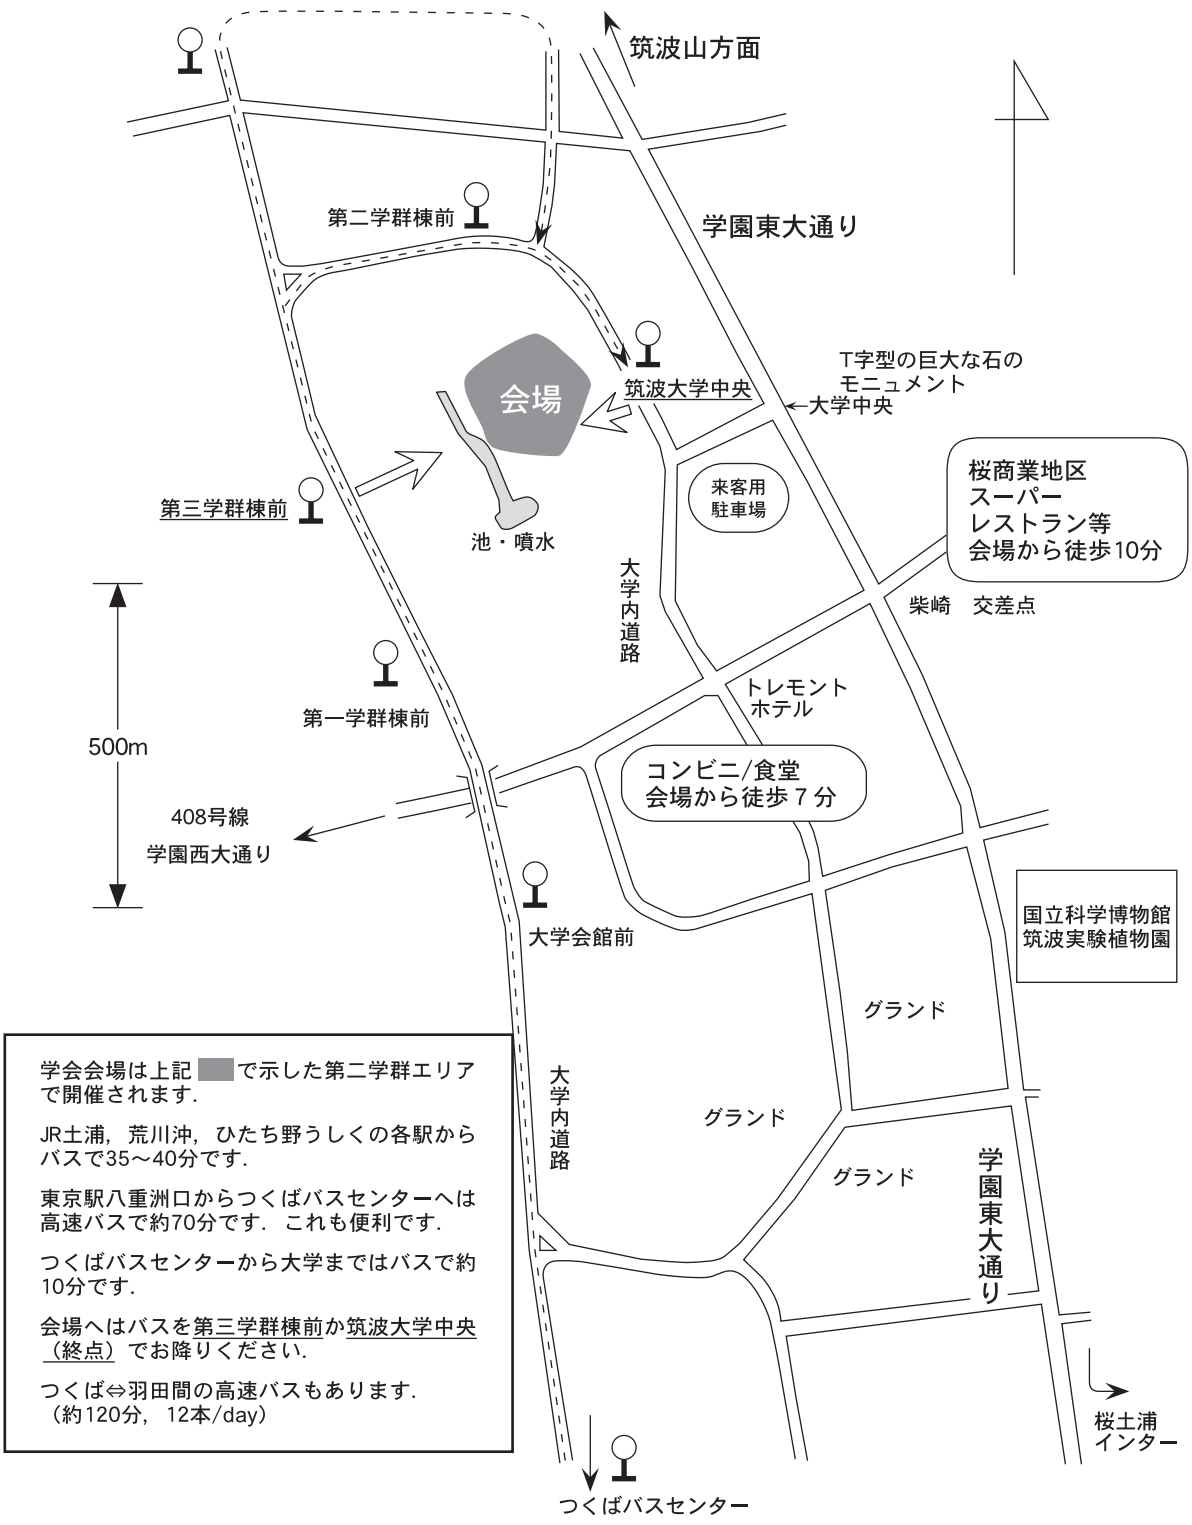 筑波山方面
第二学群棟前
学園東大通り
T字型の巨大な石の
モニュメント
大学中央
筑波大学中央
会場
第三学群棟前
池・噴水
来客用
駐車場
桜商業地区
スーパー
レストラン等
会場から徒歩10分
柴崎　交差点
大学内道路
500m
第一学群棟前
トレモント
ホテル
コンビニ/食堂
会場から徒歩７分
408号線
学園西大通り
大学会館前
国立科学博物館
筑波実験植物園
グランド
グランド
グランド
大学内道路
学園東大通り
学会会場は上記 で示した第二学群エリア
で開催されます.
JR土浦, 荒川沖, ひたち野うしくの各駅から
バスで35〜40分です.
東京駅八重洲口からつくばバスセンターへは
高速バスで約70分です. これも便利です.
つくばバスセンターから大学まではバスで約
10分です.
会場へはバスを第三学群棟前か筑波大学中央
（終点）でお降りください.
つくば⇔羽田間の高速バスもあります.
（約120分, 12本/day）
桜土浦
インター
つくばバスセンター